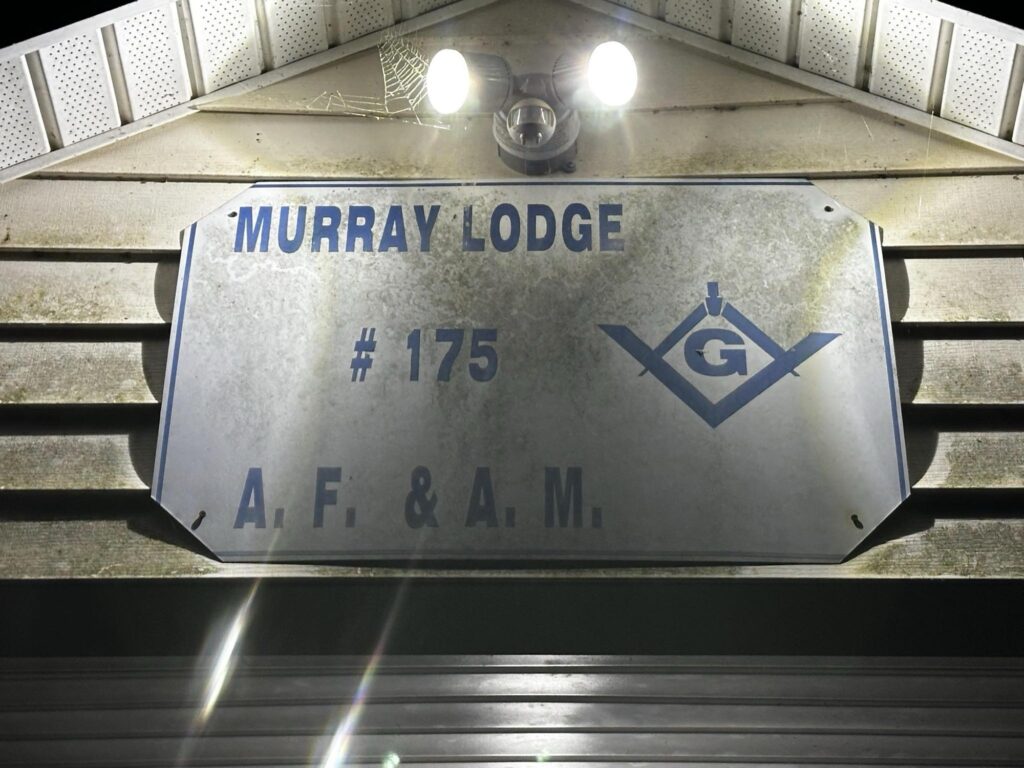 MURRAY LODGE
# 175
G
A. F. & A. M.